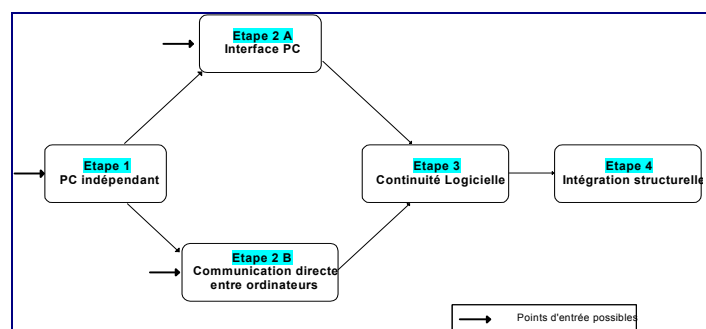 Etape 2 A
Interface PC
Etape 1
PC indépendant
Etape 3
Continuité Logicielle
Etape 4
Intégration structurelle
Etape 2 B
Communication directe
entre ordinateurs
Points d'entrée possibles